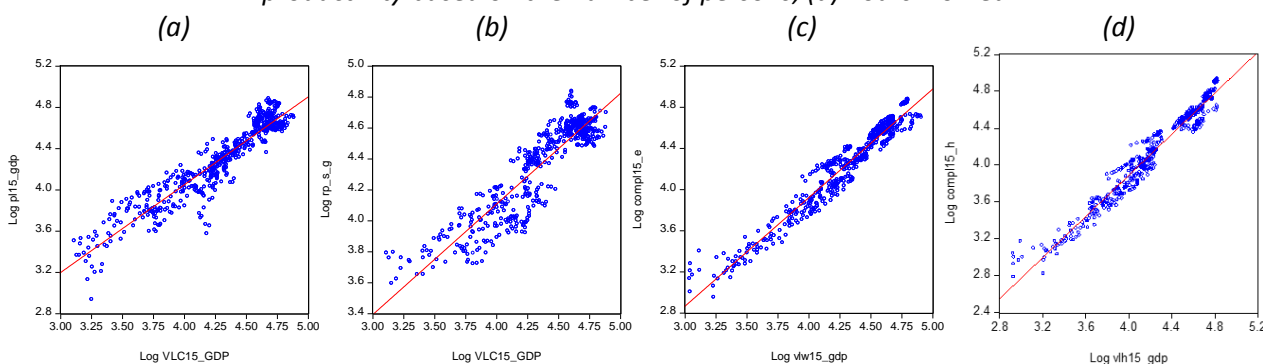 productivity based on the number of persons, (d)
(a) (b) (c) (d)
5.2
4.8
4.4
4.0
3.6
3.2
2.8
Log pl15_gdp
3.00 3.25 3.50 3.75 4.00 4.25 4.50 4.75 5.00
Log VLC15_GDP
5.0
4.8
4.6
4.4
4.2
4.0
3.8
3.6
3.4
Log rp_s_g
3.00 3.25 3.50 3.75 4.00 4.25 4.50 4.75 5.00
Log VLC15_GDP
5.2
4.8
4.4
4.0
3.6
3.2
2.8
Log compl15_e
3.00 3.25 3.50 3.75 4.00 4.25 4.50 4.75 5.00
Log vlw15_gdp
5.2
4.8
4.4
4.0
3.6
3.2
2.8
2.4
Log compl15_h
2.8 3.2 3.6 4.0 4.4 4.8 5.2
Log vlh15_gdp